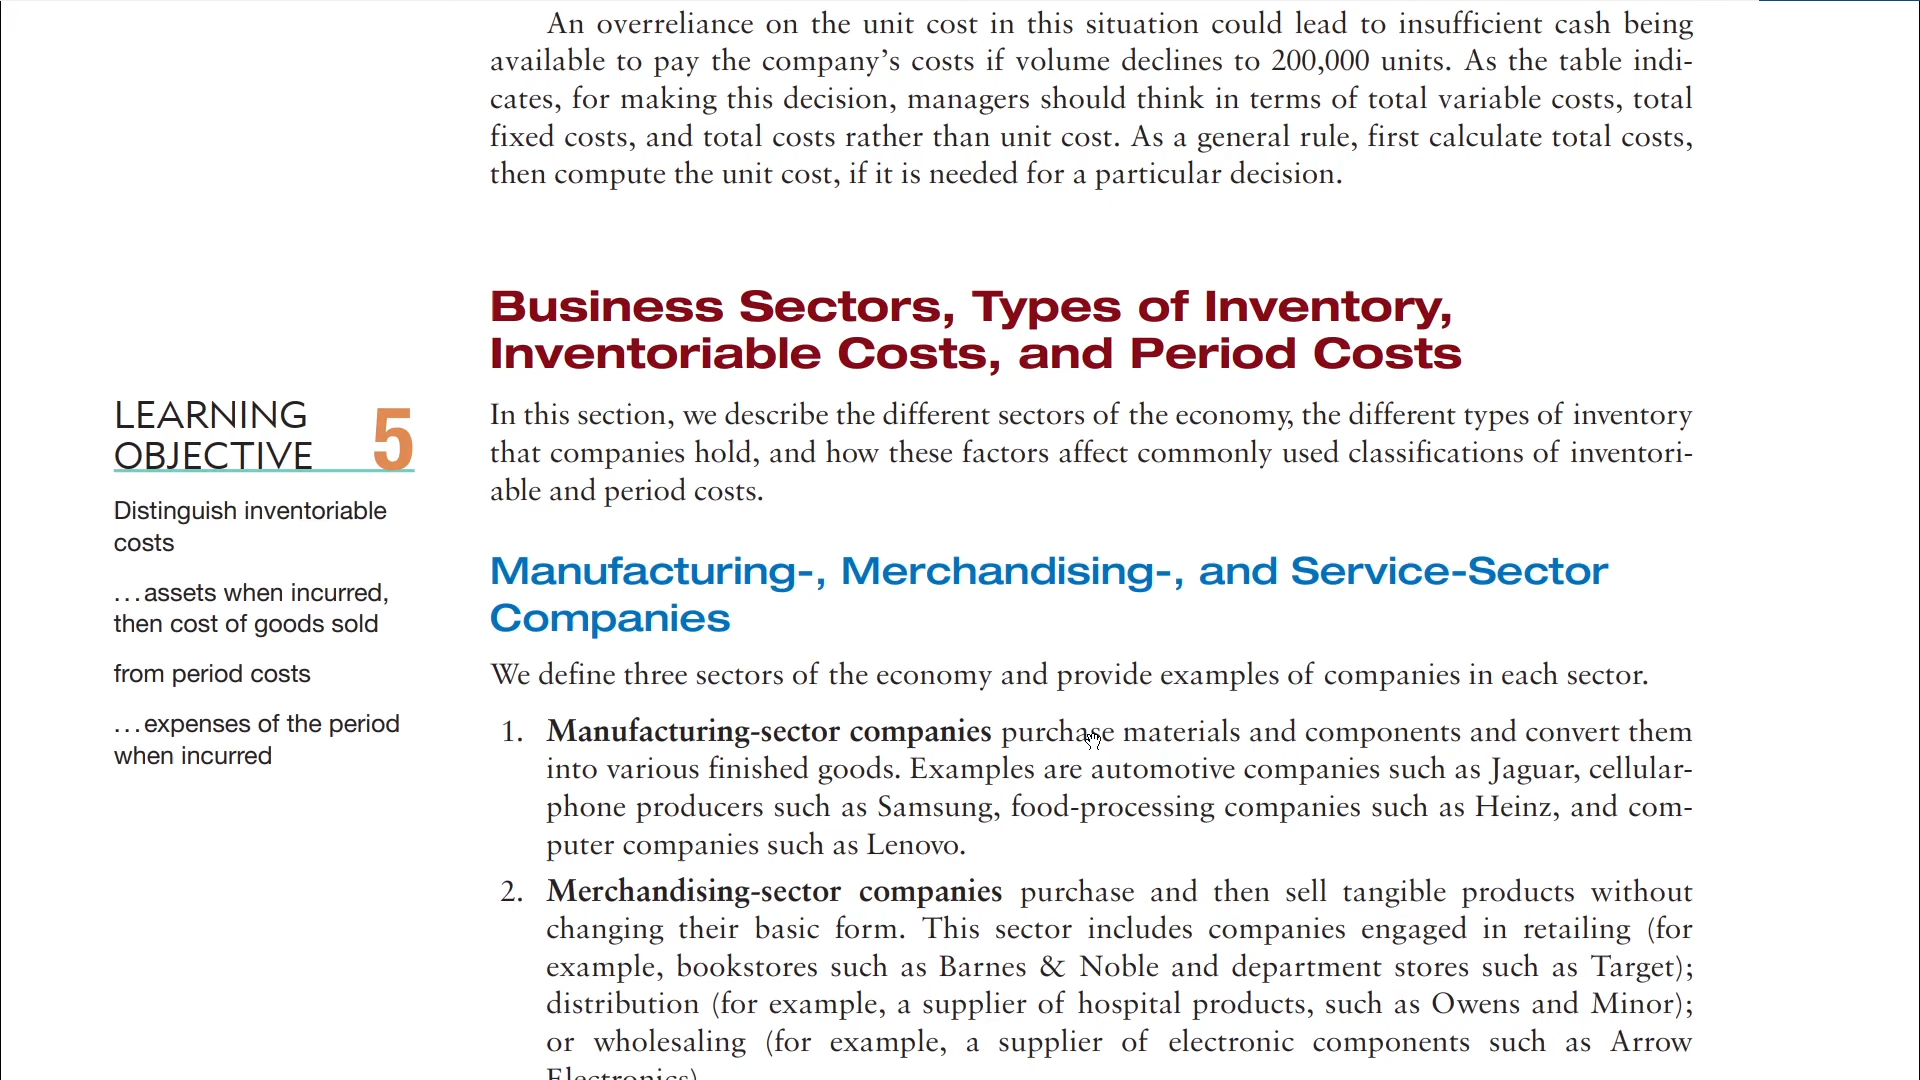 An overreliance on the unit cost in this situation could lead to insufficient cash being
available to pay the company’s costs if volume declines to 200,000 units. As the table indi-
cates, for making this decision, managers should think in terms of total variable costs, total
fixed costs, and total costs rather than unit cost. As a general rule, first calculate total costs,
then compute the unit cost, if it is needed for a particular decision.
Business Sectors, Types of Inventory,
Inventoriable Costs, and Period Costs
LEARNING
OBJECTIVE 5
Distinguish inventoriable
costs
...assets when incurred,
then cost of goods sold
from period costs
...expenses of the period
when incurred
In this section, we describe the different sectors of the economy, the different types of inventory
that companies hold, and how these factors affect commonly used classifications of inventori-
able and period costs.
Manufacturing-, Merchandising-, and Service-Sector
Companies
We define three sectors of the economy and provide examples of companies in each sector.
1. Manufacturing-sector companies purchase materials and components and convert them
into various finished goods. Examples are automotive companies such as Jaguar, cellular-
phone producers such as Samsung, food-processing companies such as Heinz, and com-
puter companies such as Lenovo.
2. Merchandising-sector companies purchase and then sell tangible products without
changing their basic form. This sector includes companies engaged in retailing (for
example, bookstores such as Barnes & Noble and department stores such as Target);
distribution (for example, a supplier of hospital products, such as Owens and Minor);
or wholesaling (for example, a supplier of electronic components such as Arrow
Electronics)